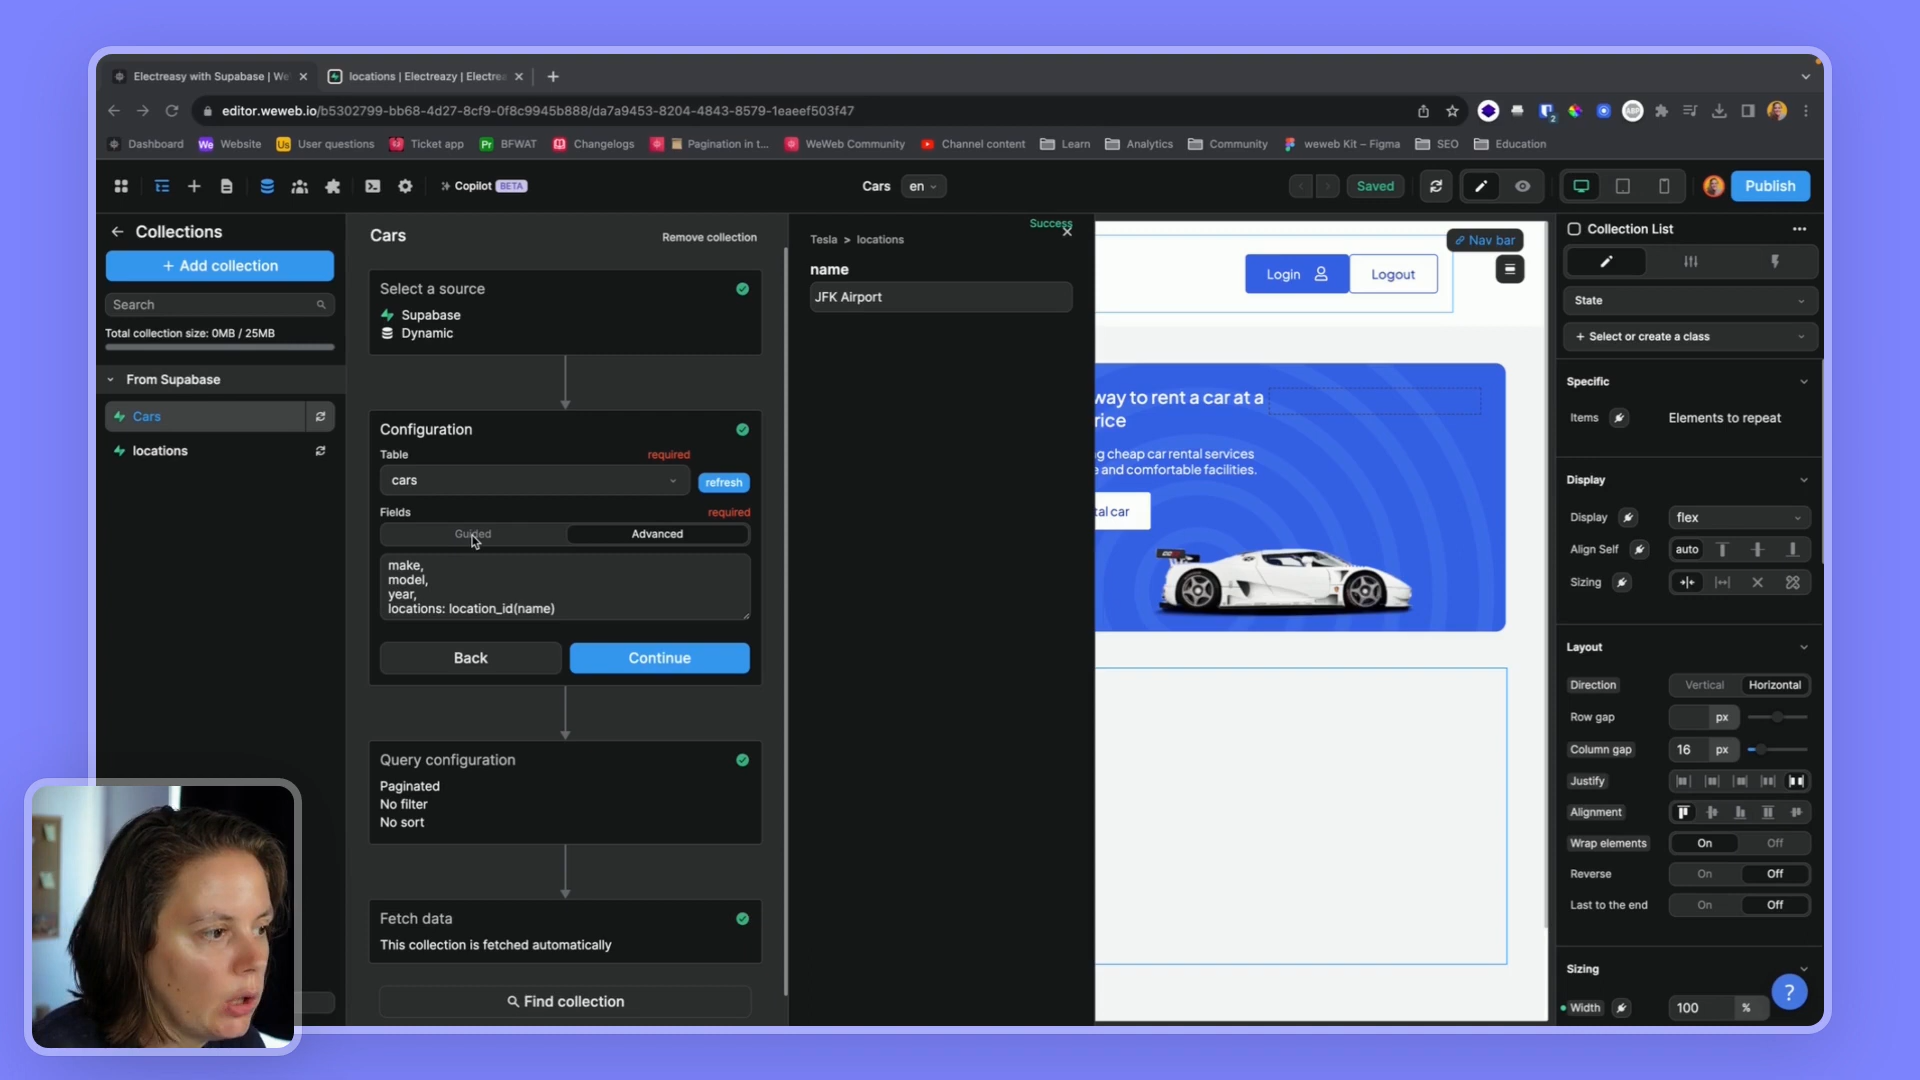 Electreasy with Supabase | We
locations | Electreazy | Electrea
editor.weweb.io/b5302799-bb68-4d27-8cf9-0f8c9945b888/da7a9453-8204-4843-8579-1eaeef503f47
2
Dashboard
We Website
Us User questions
Ticket app
Pr BFWAT
Changelogs
Pagination in t...
WeWeb Community
Channel content
Learn
Analytics
Community
weweb Kit – Figma
SEO
Education
Copilot BETA
Cars
en
Saved
Publish
Collections
+ Add collection
Search
Total collection size: 0MB / 25MB
From Supabase
Cars
locations
Cars
Remove collection
Select a source
Supabase
Dynamic
Configuration
Table
required
cars
refresh
Fields
required
Guided
Advanced
make,
model,
year,
locations: location_id(name)
Back
Continue
Query configuration
Paginated
No filter
No sort
Fetch data
This collection is fetched automatically
Find collection
Success
Tesla > locations
name
JFK Airport
Nav bar
Login
Logout
way to rent a car at a
rice
g cheap car rental services
e and comfortable facilities.
tal car
Collection List
State
+ Select or create a class
Specific
Items
Elements to repeat
Display
Display
flex
Align Self
auto
Sizing
Layout
Direction
Vertical
Horizontal
Row gap
px
Column gap
16
px
Justify
Alignment
Wrap elements
On
Off
Reverse
On
Off
Last to the end
On
Off
Sizing
Width
100
%
?